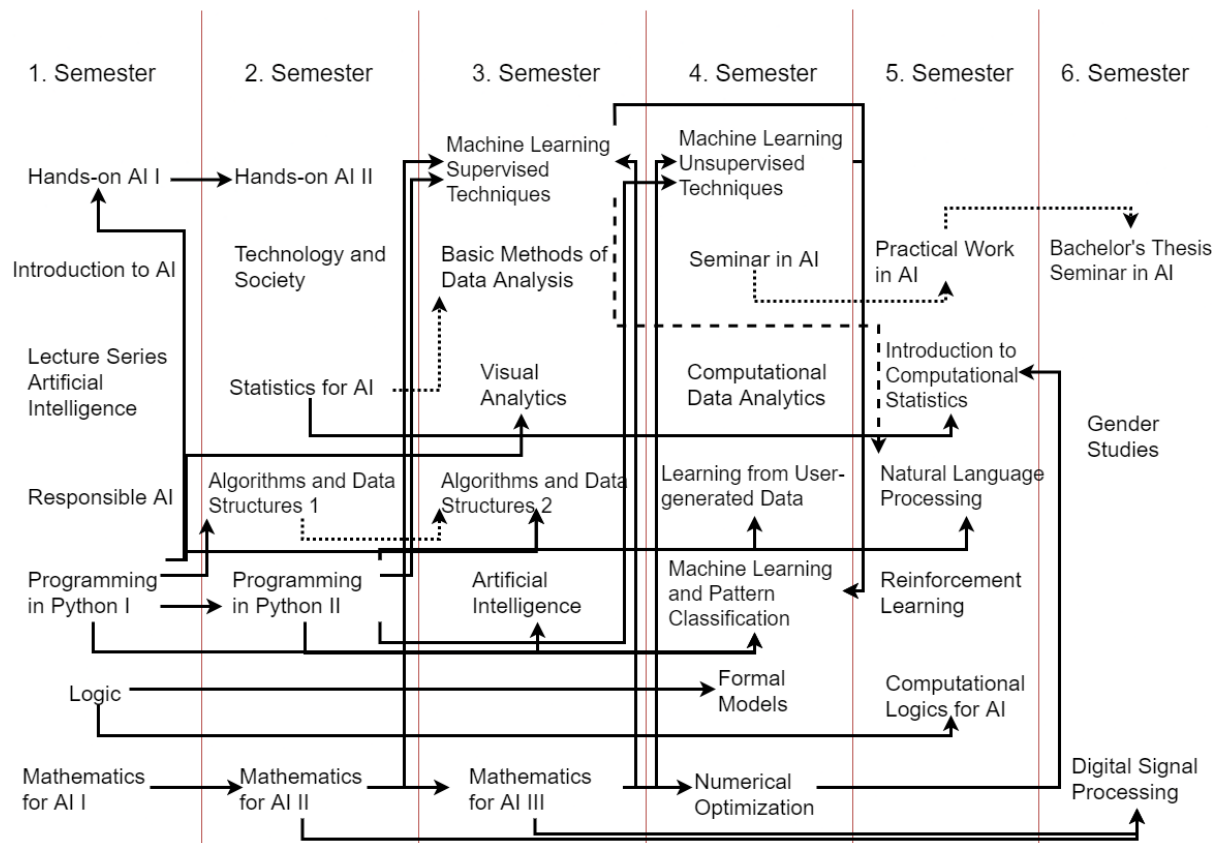 1. Semester
2. Semester
3. Semester
4. Semester
5. Semester
6. Semester
Hands-on AI I
Introduction to AI
Lecture Series
Artificial
Intelligence
Responsible AI
Programming
in Python I
Logic
Mathematics
for AI I
Hands-on AI II
Technology and
Society
Statistics for AI
Algorithms and Data
Structures 1
Programming
in Python II
Mathematics
for AI II
Machine Learning
Supervised
Techniques
Basic Methods of
Data Analysis
Visual
Analytics
Algorithms and Data
Structures 2
Artificial
Intelligence
Mathematics
for AI III
Machine Learning
Unsupervised
Techniques
Seminar in AI
Computational
Data Analytics
Learning from User-
generated Data
Machine Learning
and Pattern
Classification
Formal
Models
Numerical
Optimization
Practical Work
in AI
Introduction to
Computational
Statistics
Natural Language
Processing
Reinforcement
Learning
Computational
Logics for AI
Bachelor's Thesis
Seminar in AI
Gender
Studies
Digital Signal
Processing